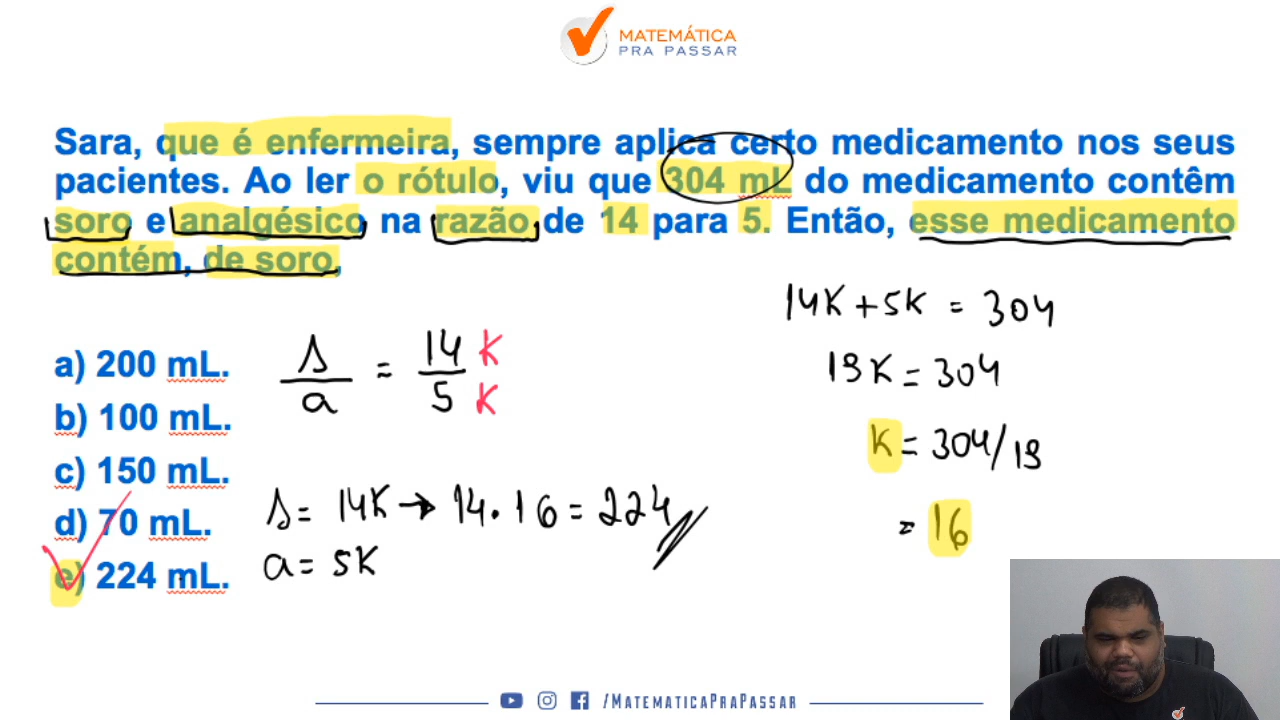 MATEMÁTICA
PRA PASSAR
Sara, que é enfermeira, sempre aplica certo medicamento nos seus
pacientes. Ao ler o rótulo, viu que 304 mL do medicamento contêm
soro e analgésico na razão de 14 para 5. Então, esse medicamento
contém, de soro,
a) 200 mL.
b) 100 mL.
c) 150 mL.
d) 70 mL.
e) 224 mL.
s/a = 14K/5K
s = 14K → 14 . 16 = 224
a = 5K
14K + 5K = 304
19K = 304
K = 304/19
= 16
/MATEMATICAPRAPASSAR